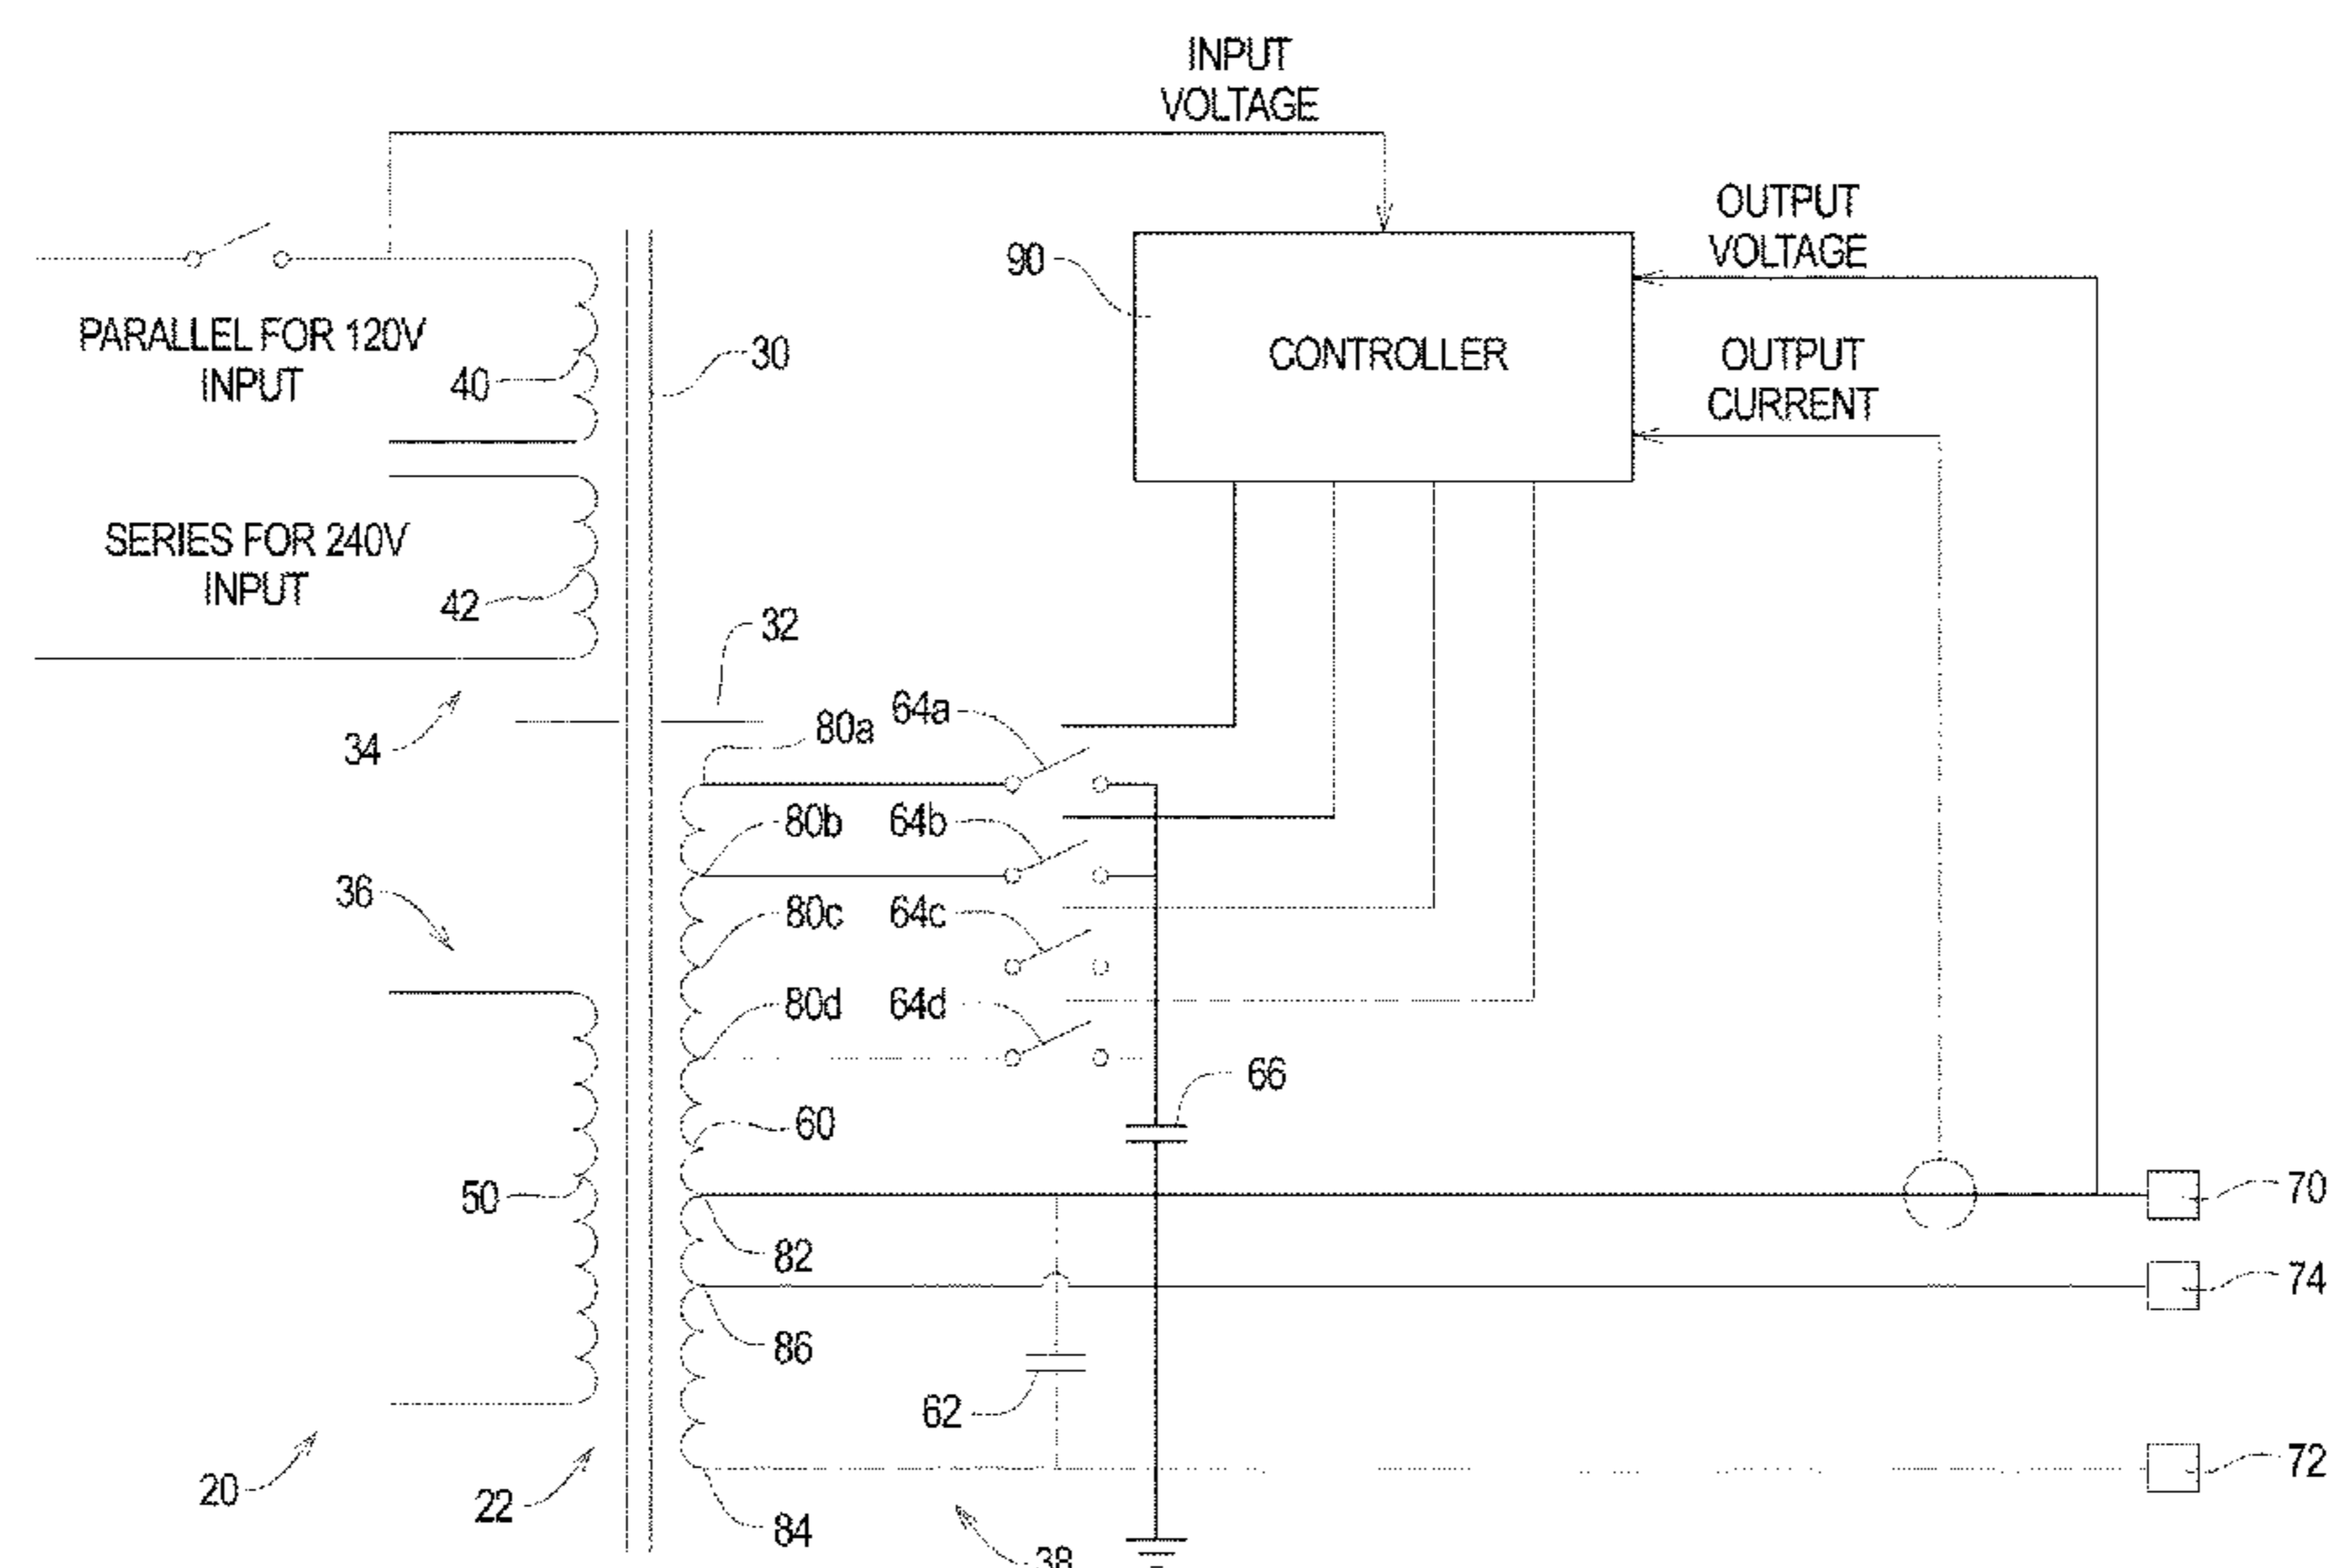 INPUT
VOLTAGE
OUTPUT
VOLTAGE
90
PARALLEL FOR 120V
INPUT
30
CONTROLLER
OUTPUT
CURRENT
40
SERIES FOR 240V
INPUT
42
32
34
80a
64a
80b
64b
36
80c
64c
80d
64d
66
60
50
70
82
74
86
62
72
20
22
84
38